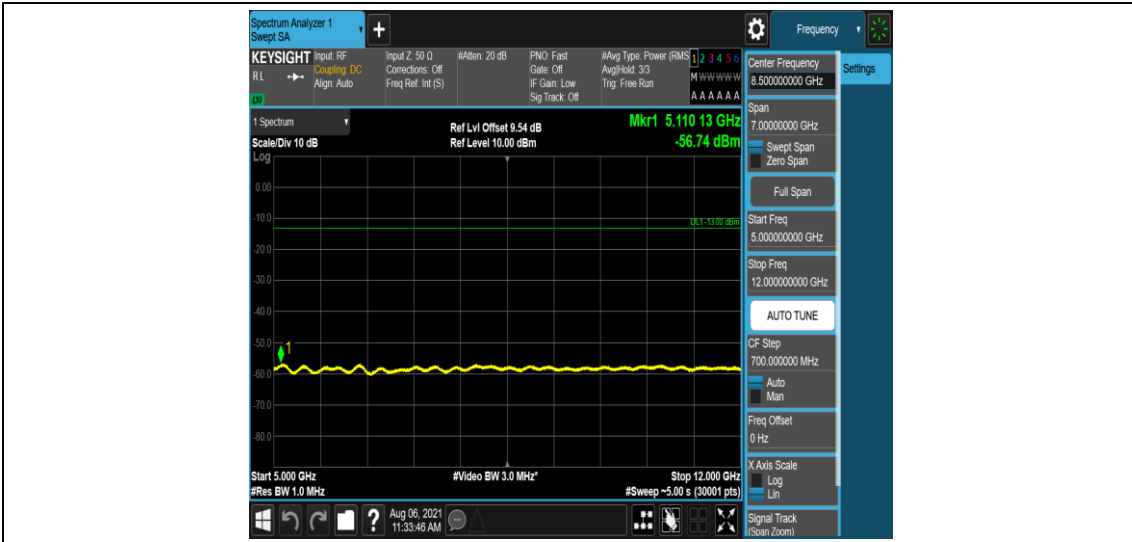 Spectrum Analyzer 1
Swept SA
+
Frequency
KEYSIGHT
RL
LXI
Input: RF
Coupling: DC
Align: Auto
Input Z: 50 Ω
Corrections: Off
Freq Ref: Int (S)
#Atten: 20 dB
PNO: Fast
Gate: Off
IF Gain: Low
Sig Track: Off
#Avg Type: Power (RMS
Avg|Hold: 3/3
Trig: Free Run
1 2 3 4 5 6
M W W W W W
A A A A A A
1 Spectrum
Scale/Div 10 dB
Log
Ref Lvl Offset 9.54 dB
Ref Level 10.00 dBm
Mkr1 5.110 13 GHz
-56.74 dBm
0.00
-10.0
DL1 -13.00 dBm
-20.0
-30.0
-40.0
-50.0
1
-60.0
-70.0
-80.0
Start 5.000 GHz
#Res BW 1.0 MHz
#Video BW 3.0 MHz*
Stop 12.000 GHz
#Sweep ~5.00 s (30001 pts)
?
Aug 06, 2021
11:33:46 AM
Center Frequency
8.500000000 GHz
Settings
Span
7.00000000 GHz
Swept Span
Zero Span
Full Span
Start Freq
5.000000000 GHz
Stop Freq
12.000000000 GHz
AUTO TUNE
CF Step
700.000000 MHz
Auto
Man
Freq Offset
0 Hz
X Axis Scale
Log
Lin
Signal Track
(Span Zoom)